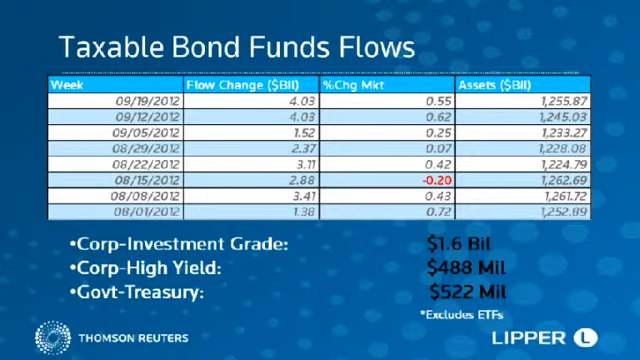 Taxable Bond Funds Flows
Week Flow Change ($Bil) %Chg Mkt Assets ($Bil)
09/19/2012 4.03 0.55 1,255.87
09/12/2012 4.03 0.62 1,245.03
09/05/2012 1.52 0.25 1,233.27
08/29/2012 2.37 0.07 1,228.08
08/22/2012 3.11 0.42 1,224.79
08/15/2012 2.88 -0.20 1,262.69
08/08/2012 3.41 0.43 1,261.72
08/01/2012 1.38 0.72 1,252.89
•Corp-Investment Grade: $1.6 Bil
•Corp-High Yield: $488 Mil
•Govt-Treasury: $522 Mil
*Excludes ETFs
THOMSON REUTERS LIPPER L